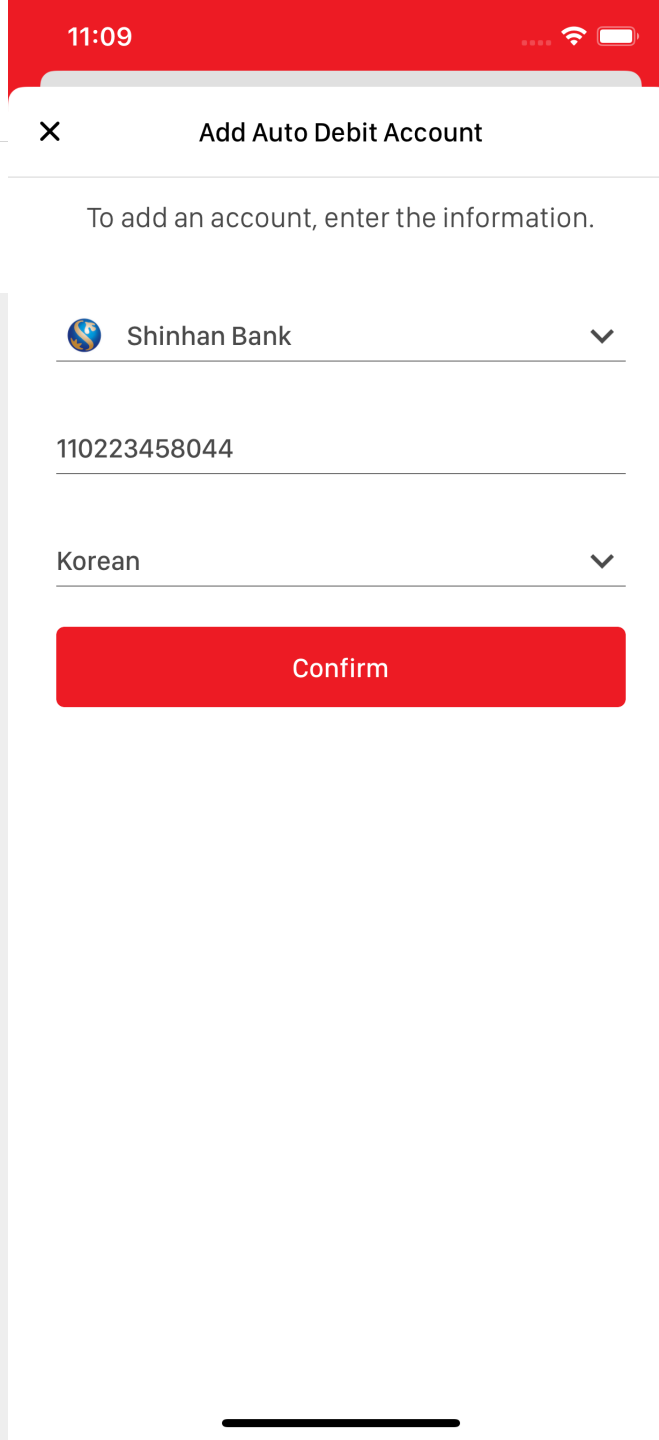 11:09
Add Auto Debit Account
To add an account, enter the information.
Shinhan Bank
110223458044
Korean
Confirm